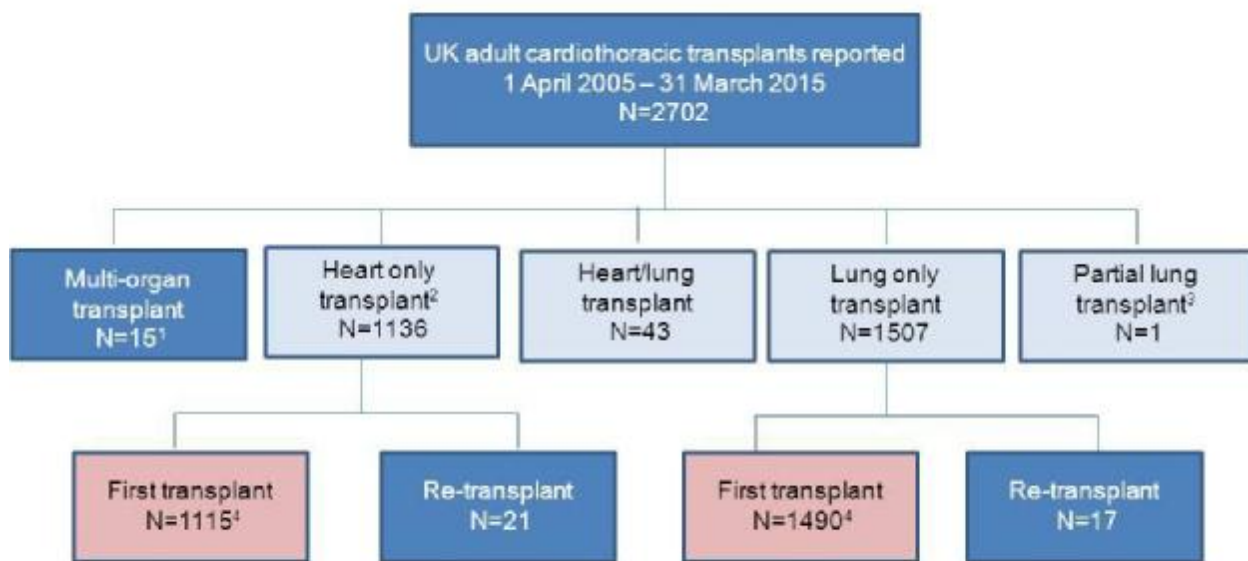 UK adult cardiothoracic transplants reported
1 April 2005 – 31 March 2015
N=2702
Multi-organ
transplant
N=15¹
Heart only
transplant²
N=1136
Heart/lung
transplant
N=43
Lung only
transplant
N=1507
Partial lung
transplant³
N=1
First transplant
N=1115⁴
Re-transplant
N=21
First transplant
N=1490⁴
Re-transplant
N=17